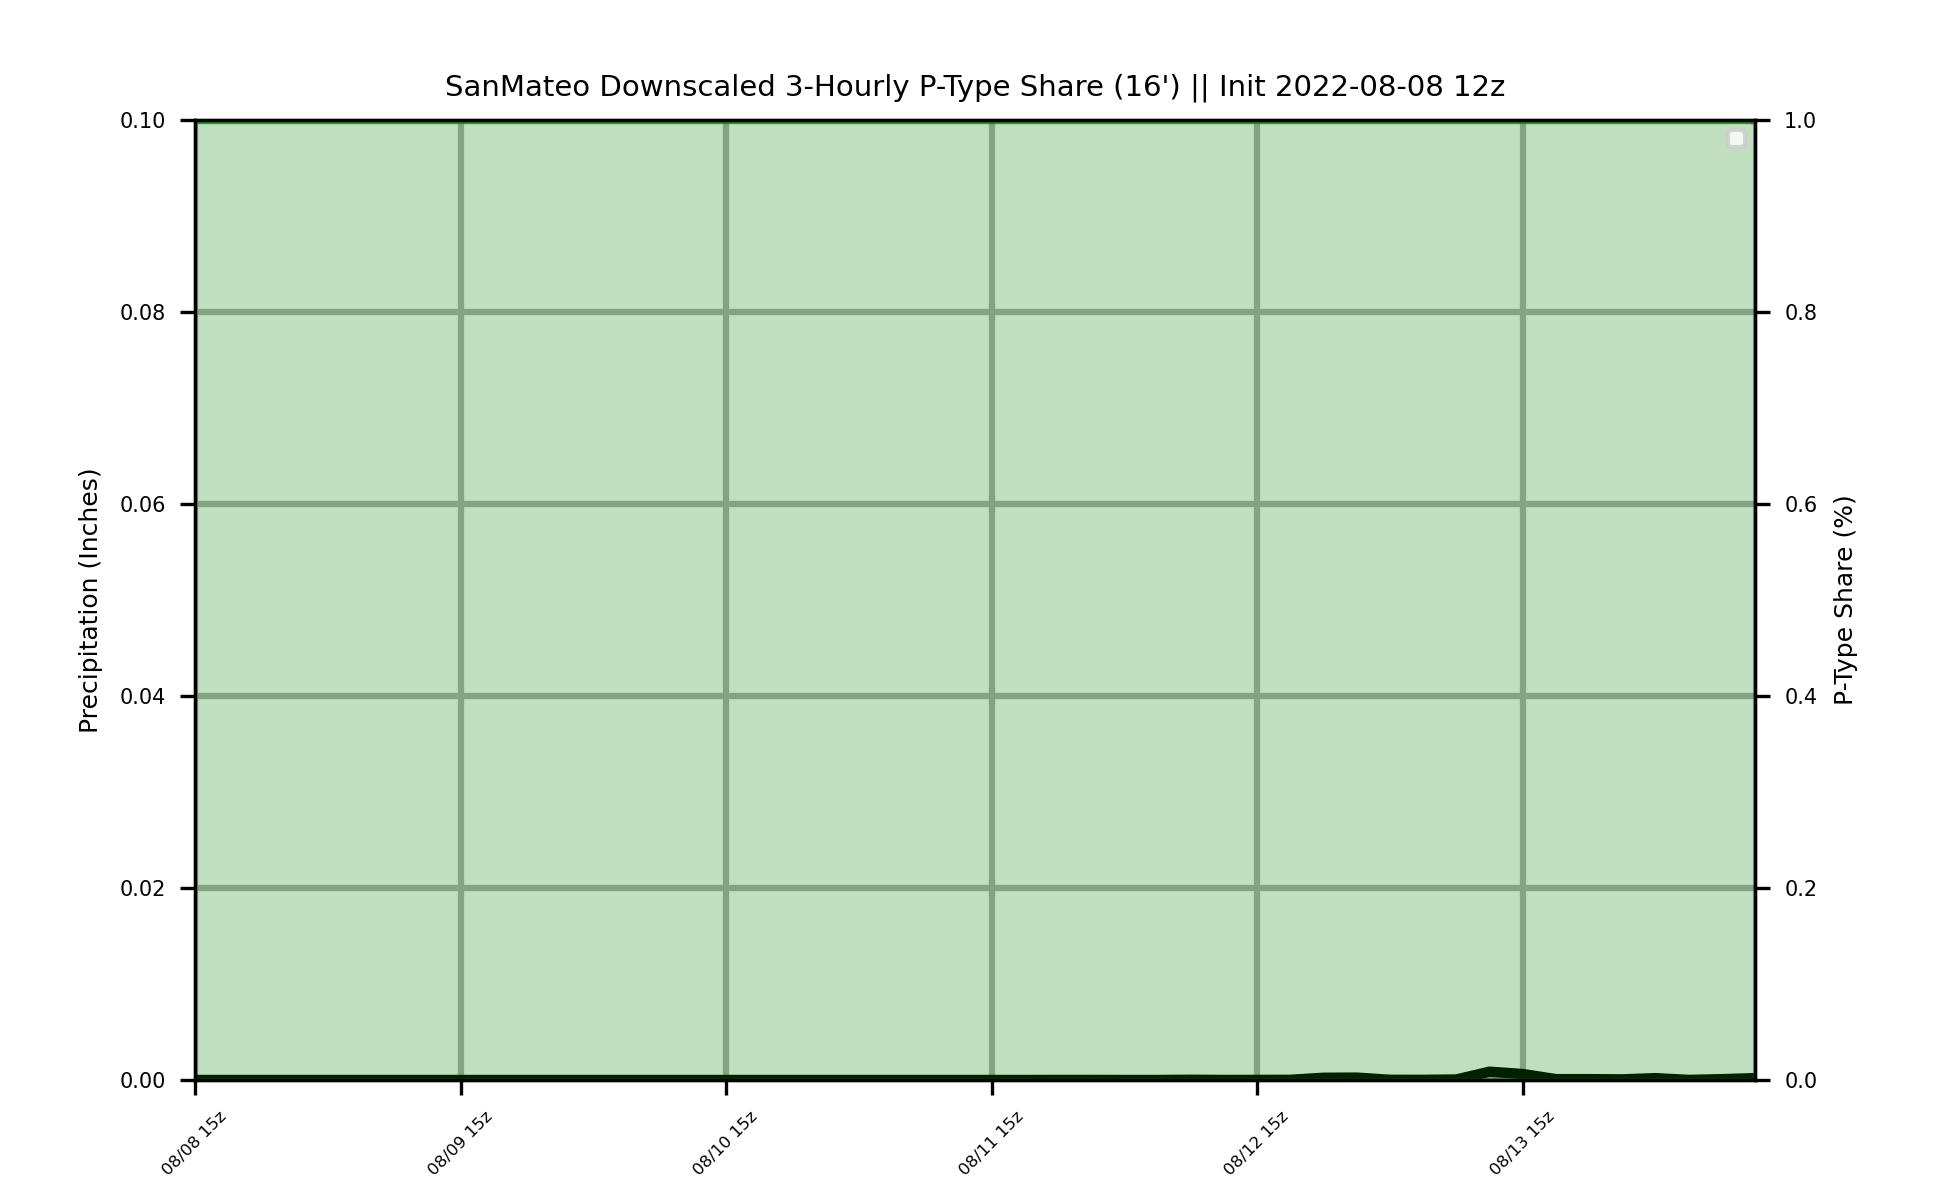 SanMateo Downscaled 3-Hourly P-Type Share (16') || Init 2022-08-08 12z
0.10
0.08
0.06
0.04
0.02
0.00
Precipitation (Inches)
1.0
0.8
0.6
0.4
0.2
0.0
P-Type Share (%)
08/08 15z
08/09 15z
08/10 15z
08/11 15z
08/12 15z
08/13 15z